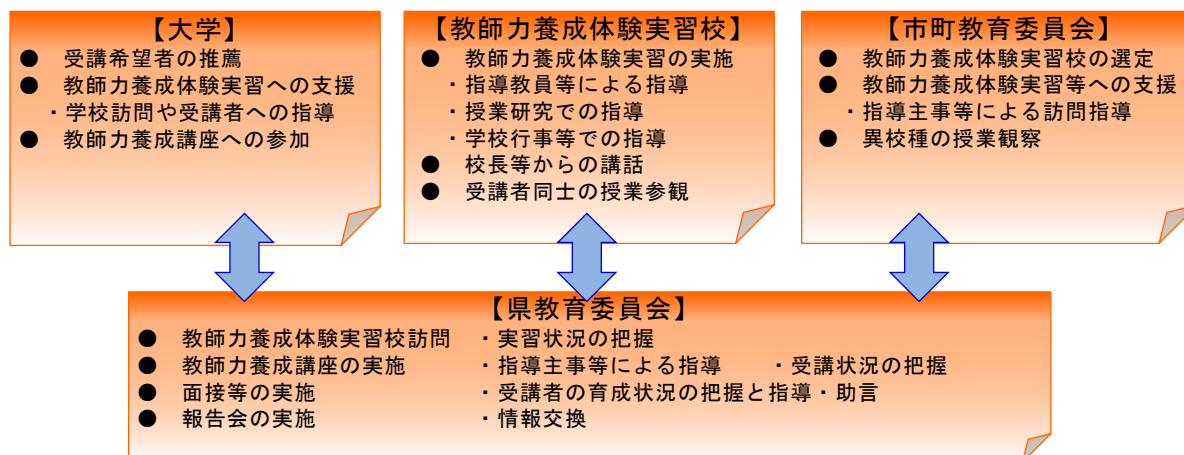 【大学】
● 受講希望者の推薦
● 教師力養成体験実習への支援
・学校訪問や受講者への指導
● 教師力養成講座への参加
【教師力養成体験実習校】
● 教師力養成体験実習の実施
・指導教員等による指導
・授業研究での指導
・学校行事等での指導
● 校長等からの講話
● 受講者同士の授業参観
【市町教育委員会】
● 教師力養成体験実習校の選定
● 教師力養成体験実習等への支援
・指導主事等による訪問指導
● 異校種の授業観察
【県教育委員会】
● 教師力養成体験実習校訪問 ・実習状況の把握
● 教師力養成講座の実施 ・指導主事等による指導 ・受講状況の把握
● 面接等の実施 ・受講者の育成状況の把握と指導・助言
● 報告会の実施 ・情報交換